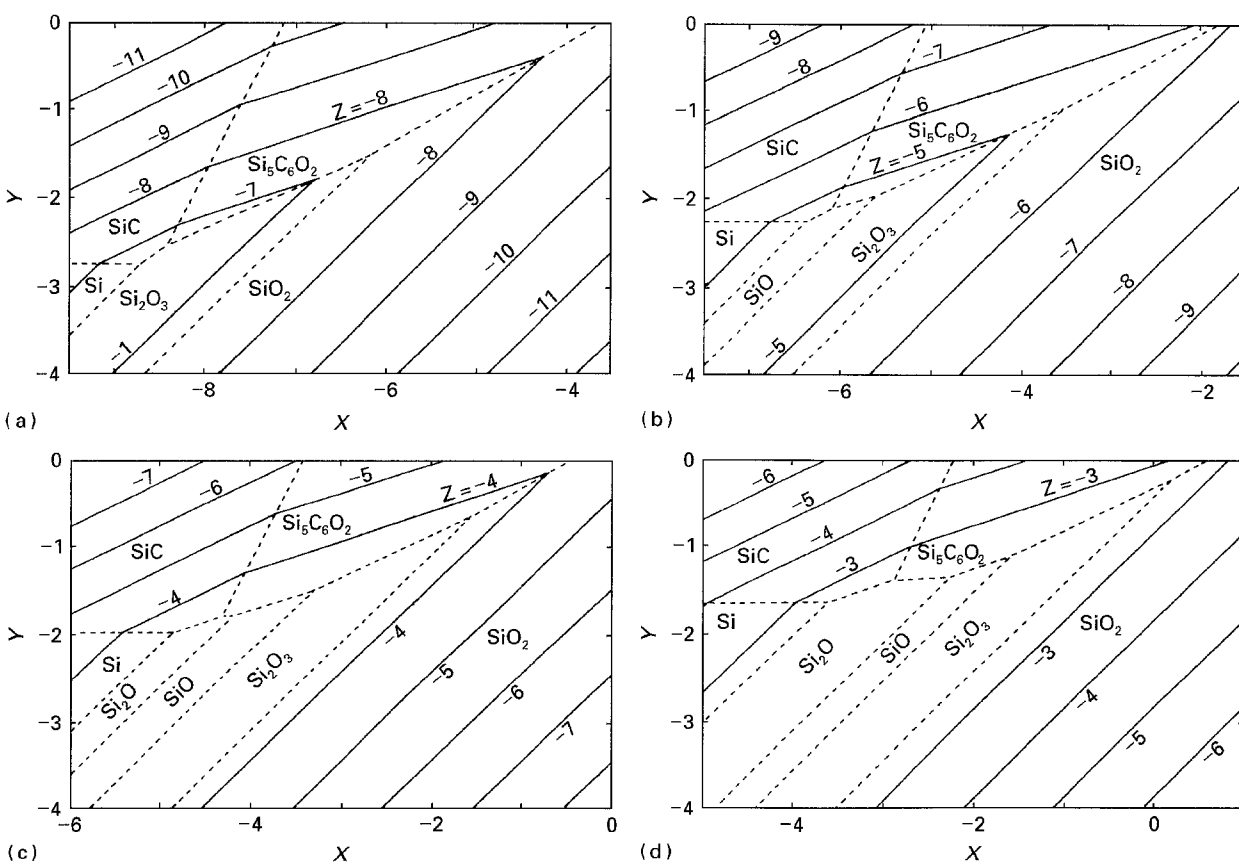 0
−1
−2
−3
−4
Y
−11
−10
−9
−8
Z = −8
−7
SiC
Si₅C₆O₂
Si
Si₂O₃
SiO₂
−8
−9
−10
−11
−1
−8
−6
−4
(a)
X
0
−1
−2
−3
−4
Y
−9
−8
−7
−6
Z = −5
SiC
Si₅C₆O₂
Si
SiO
Si₂O₃
SiO₂
−6
−7
−8
−9
−5
−6
−4
−2
(b)
X
0
−1
−2
−3
−4
Y
−7
−6
−5
Z = −4
−4
SiC
Si₅C₆O₂
Si
Si₂O
SiO
Si₂O₃
SiO₂
−4
−5
−6
−7
−6
−4
−2
0
(c)
X
0
−1
−2
−3
−4
Y
−6
−5
−4
−3
Z = −3
SiC
Si₅C₆O₂
Si
Si₂O
SiO
Si₂O₃
SiO₂
−3
−4
−5
−6
−4
−2
0
(d)
X